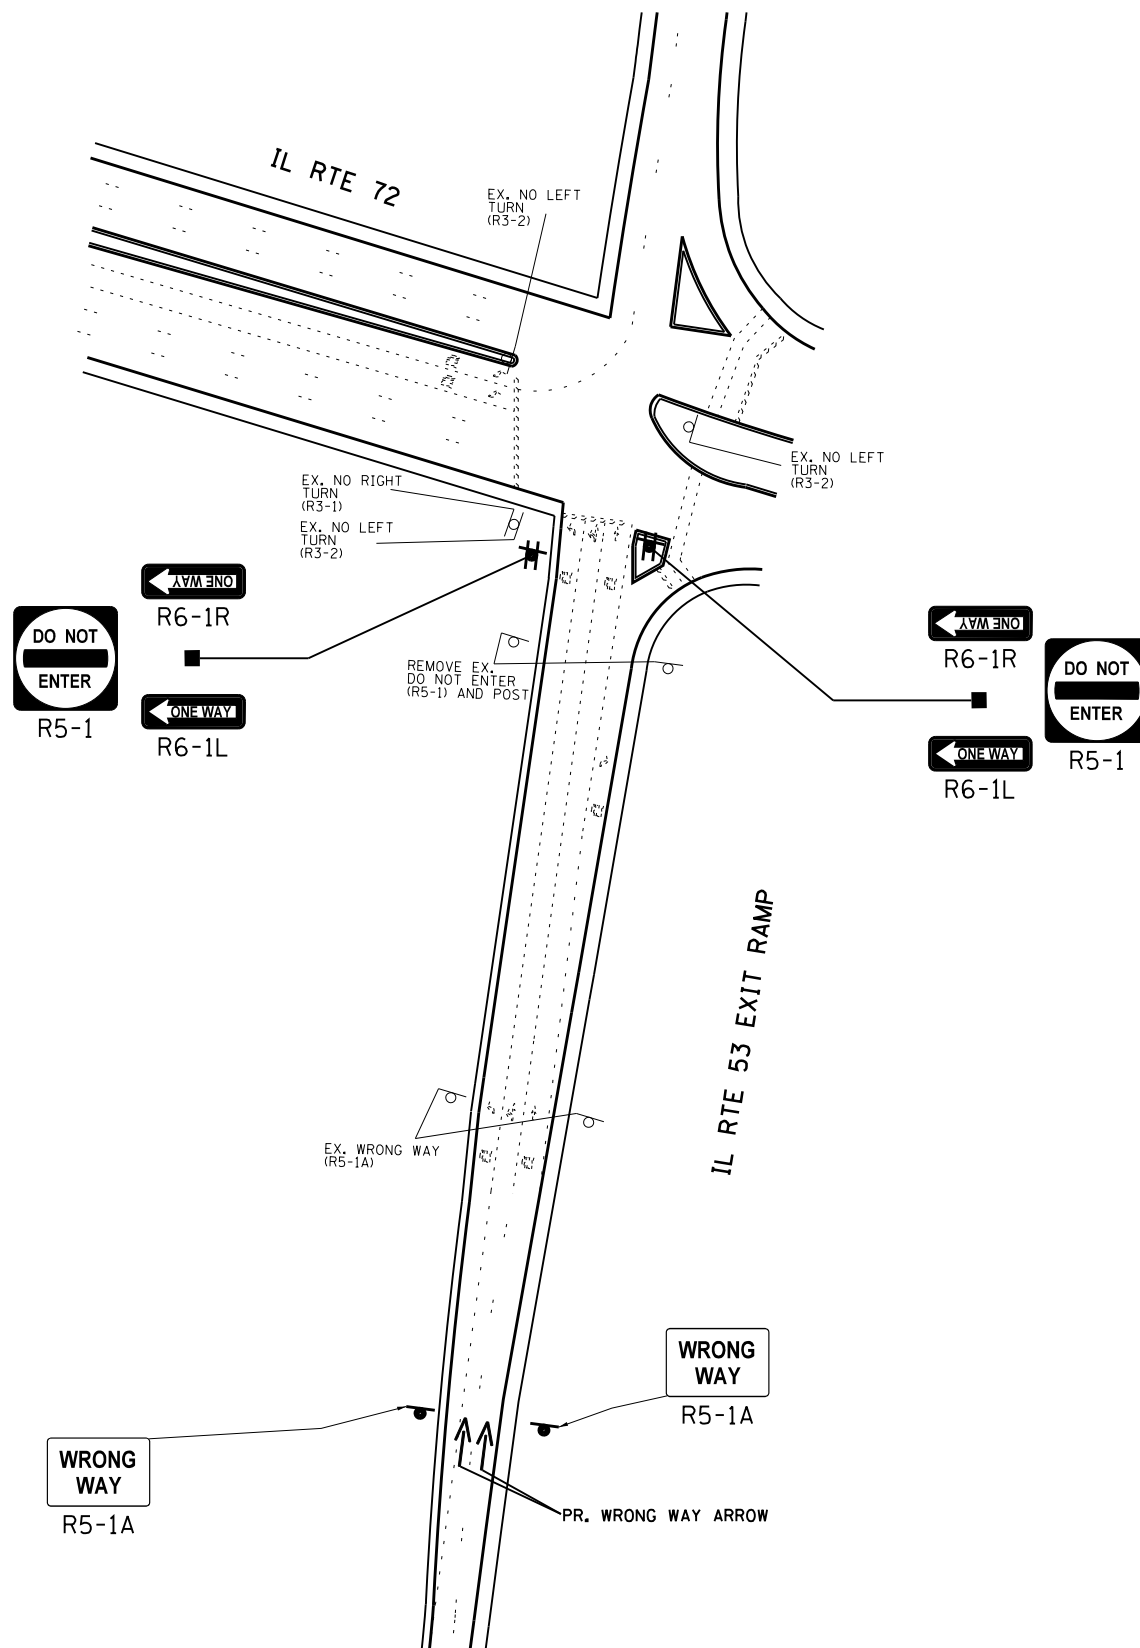 IL RTE 72
EX. NO LEFT
TURN
(R3-2)
EX. NO LEFT
TURN
(R3-2)
EX. NO RIGHT
TURN
(R3-1)
EX. NO LEFT
TURN
(R3-2)
ONE WAY
R6-1R
DO NOT
ENTER
R5-1
ONE WAY
R6-1L
REMOVE EX.
DO NOT ENTER
(R5-1) AND POST
ONE WAY
R6-1R
DO NOT
ENTER
R5-1
ONE WAY
R6-1L
IL RTE 53 EXIT RAMP
EX. WRONG WAY
(R5-1A)
WRONG
WAY
R5-1A
WRONG
WAY
R5-1A
PR. WRONG WAY ARROW